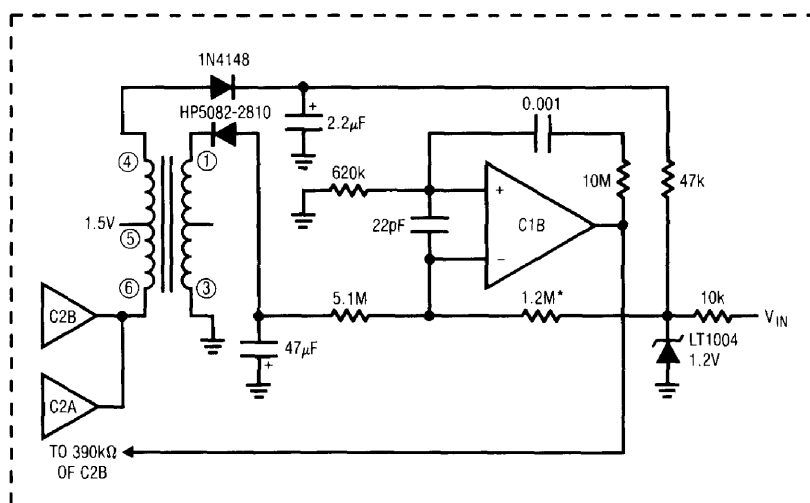 1N4148
HP5082-2810
2.2µF
0.001
620k
10M
47k
C1B
+
−
22pF
1.5V
④
①
⑤
⑥
③
5.1M
1.2M*
10k
VIN
C2B
C2A
47µF
LT1004
1.2V
TO 390kΩ
OF C2B